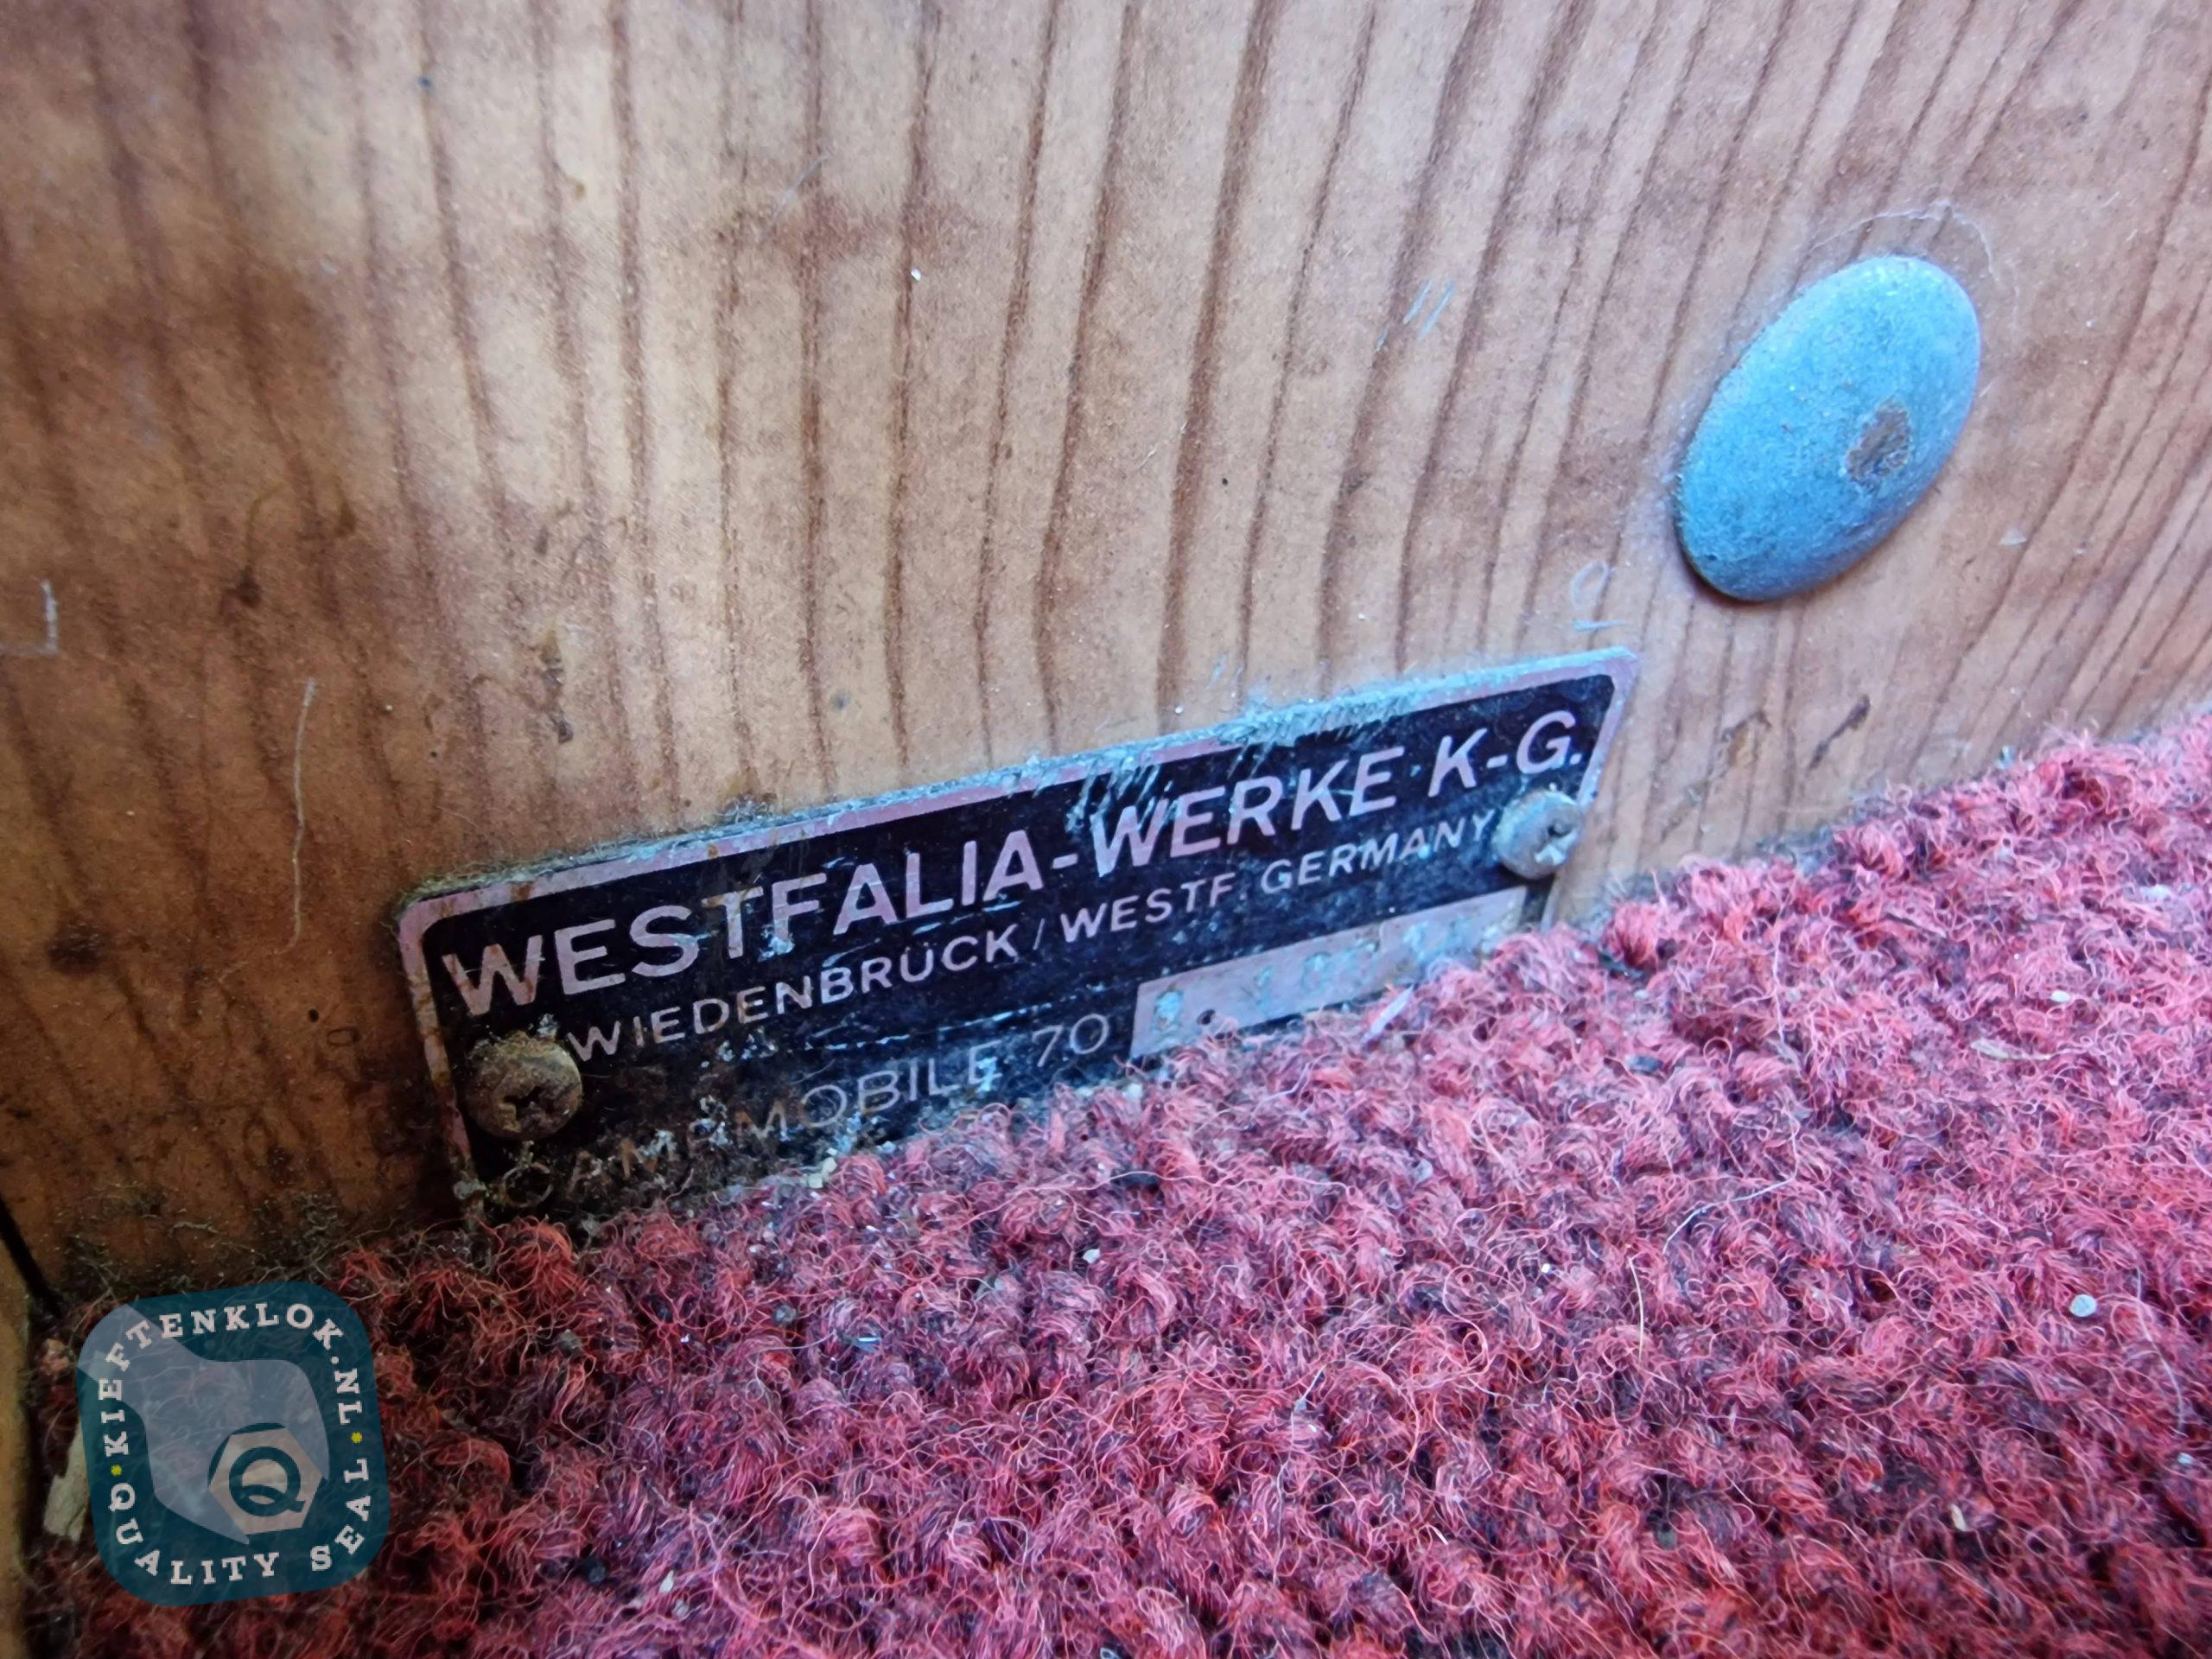 WESTFALIA-WERKE K-G.
WIEDENBRÜCK / WESTF. GERMANY
CAMPMOBILE 70
KIEFTENKLOK.NL
QUALITY SEAL
Q